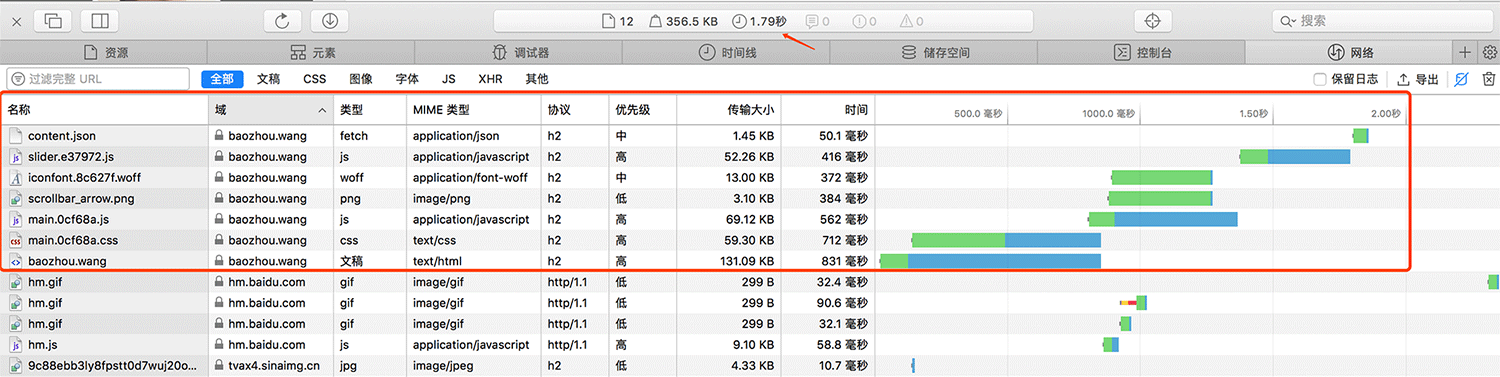 12 356.5 KB 1.79秒 0 0 0 搜索
资源 元素 调试器 时间线 储存空间 控制台 网络
过滤完整 URL 全部 文稿 CSS 图像 字体 JS XHR 其他 保留日志 导出
名称 域 类型 MIME 类型 协议 优先级 传输大小 时间 500.0 毫秒 1000.0 毫秒 1.50秒 2.00秒
content.json baozhou.wang fetch application/json h2 中 1.45 KB 50.1 毫秒
slider.e37972.js baozhou.wang js application/javascript h2 高 52.26 KB 416 毫秒
iconfont.8c627f.woff baozhou.wang woff application/font-woff h2 中 13.00 KB 372 毫秒
scrollbar_arrow.png baozhou.wang png image/png h2 低 3.10 KB 384 毫秒
main.0cf68a.js baozhou.wang js application/javascript h2 高 69.12 KB 562 毫秒
main.0cf68a.css baozhou.wang css text/css h2 高 59.30 KB 712 毫秒
baozhou.wang baozhou.wang 文稿 text/html h2 高 131.09 KB 831 毫秒
hm.gif hm.baidu.com gif image/gif http/1.1 低 299 B 32.4 毫秒
hm.gif hm.baidu.com gif image/gif http/1.1 低 299 B 90.6 毫秒
hm.gif hm.baidu.com gif image/gif http/1.1 低 299 B 32.1 毫秒
hm.js hm.baidu.com js application/javascript http/1.1 高 9.10 KB 58.8 毫秒
9c88ebb3ly8fpstt0d7wuj20o... tvax4.sinaimg.cn jpg image/jpeg h2 低 4.33 KB 10.7 毫秒